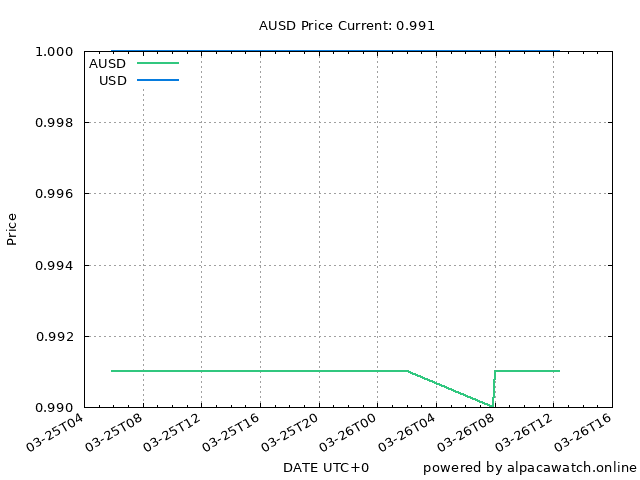 AUSD Price Current: 0.991
1.000
AUSD
USD
0.998
0.996
Price
0.994
0.992
0.990
03-25T04
03-25T08
03-25T12
03-25T16
03-25T20
03-26T00
03-26T04
03-26T08
03-26T12
03-26T16
DATE UTC+0
powered by alpacawatch.online